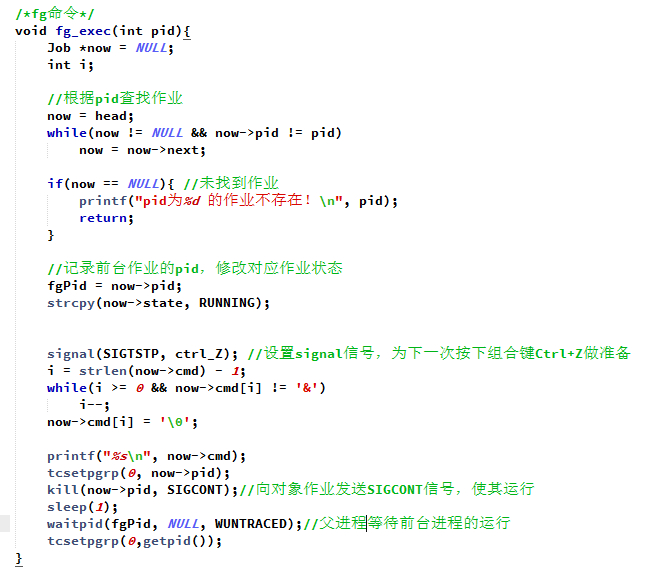 /*fg命令*/
void fg_exec(int pid){
Job *now = NULL;
int i;
//根据pid查找作业
now = head;
while(now != NULL && now->pid != pid)
now = now->next;
if(now == NULL){ //未找到作业
printf("pid为%d 的作业不存在！\n", pid);
return;
}
//记录前台作业的pid，修改对应作业状态
fgPid = now->pid;
strcpy(now->state, RUNNING);
signal(SIGTSTP, ctrl_Z); //设置signal信号，为下一次按下组合键Ctrl+Z做准备
i = strlen(now->cmd) - 1;
while(i >= 0 && now->cmd[i] != '&')
i--;
now->cmd[i] = '\0';
printf("%s\n", now->cmd);
tcsetpgrp(0, now->pid);
kill(now->pid, SIGCONT);//向对象作业发送SIGCONT信号，使其运行
sleep(1);
waitpid(fgPid, NULL, WUNTRACED);//父进程等待前台进程的运行
tcsetpgrp(0,getpid());
}